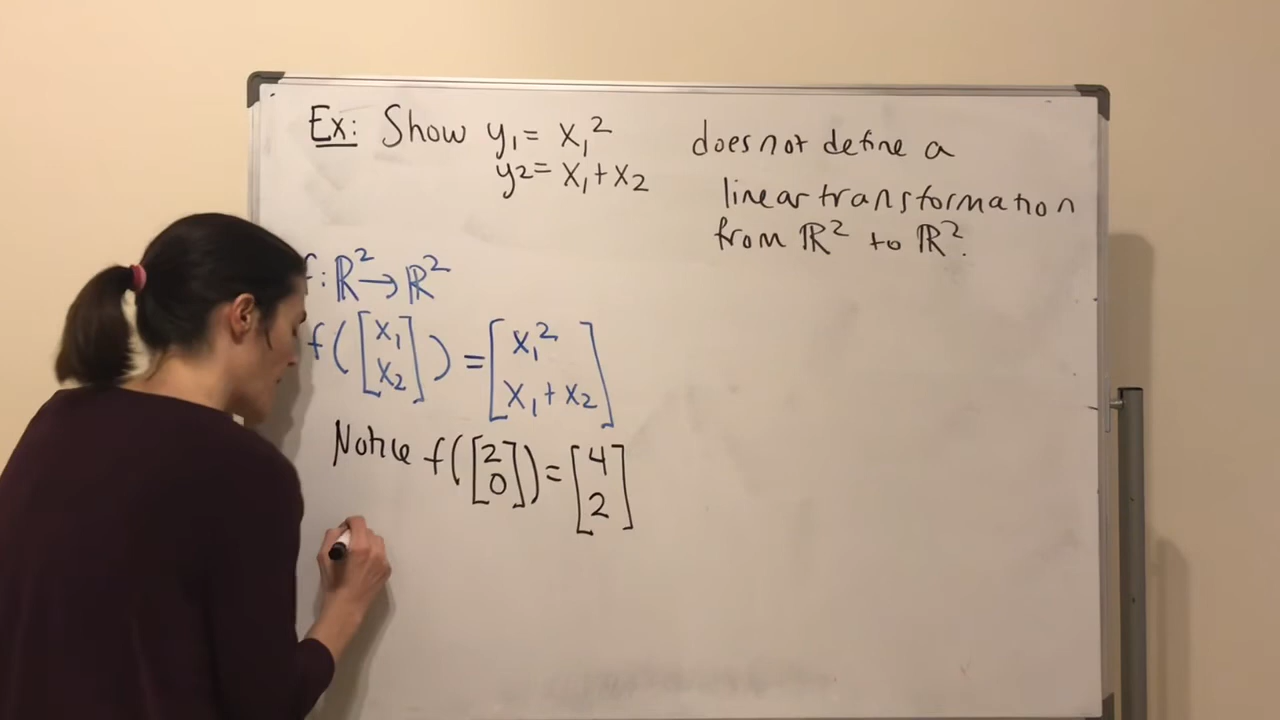 Ex: Show y₁ = x₁² does not define a
y₂ = x₁ + x₂ linear transformation
from ℝ² to ℝ².
f: ℝ² → ℝ²
f([x₁ x₂]) = [x₁² x₁ + x₂]
Notice f([2 0]) = [4 2]